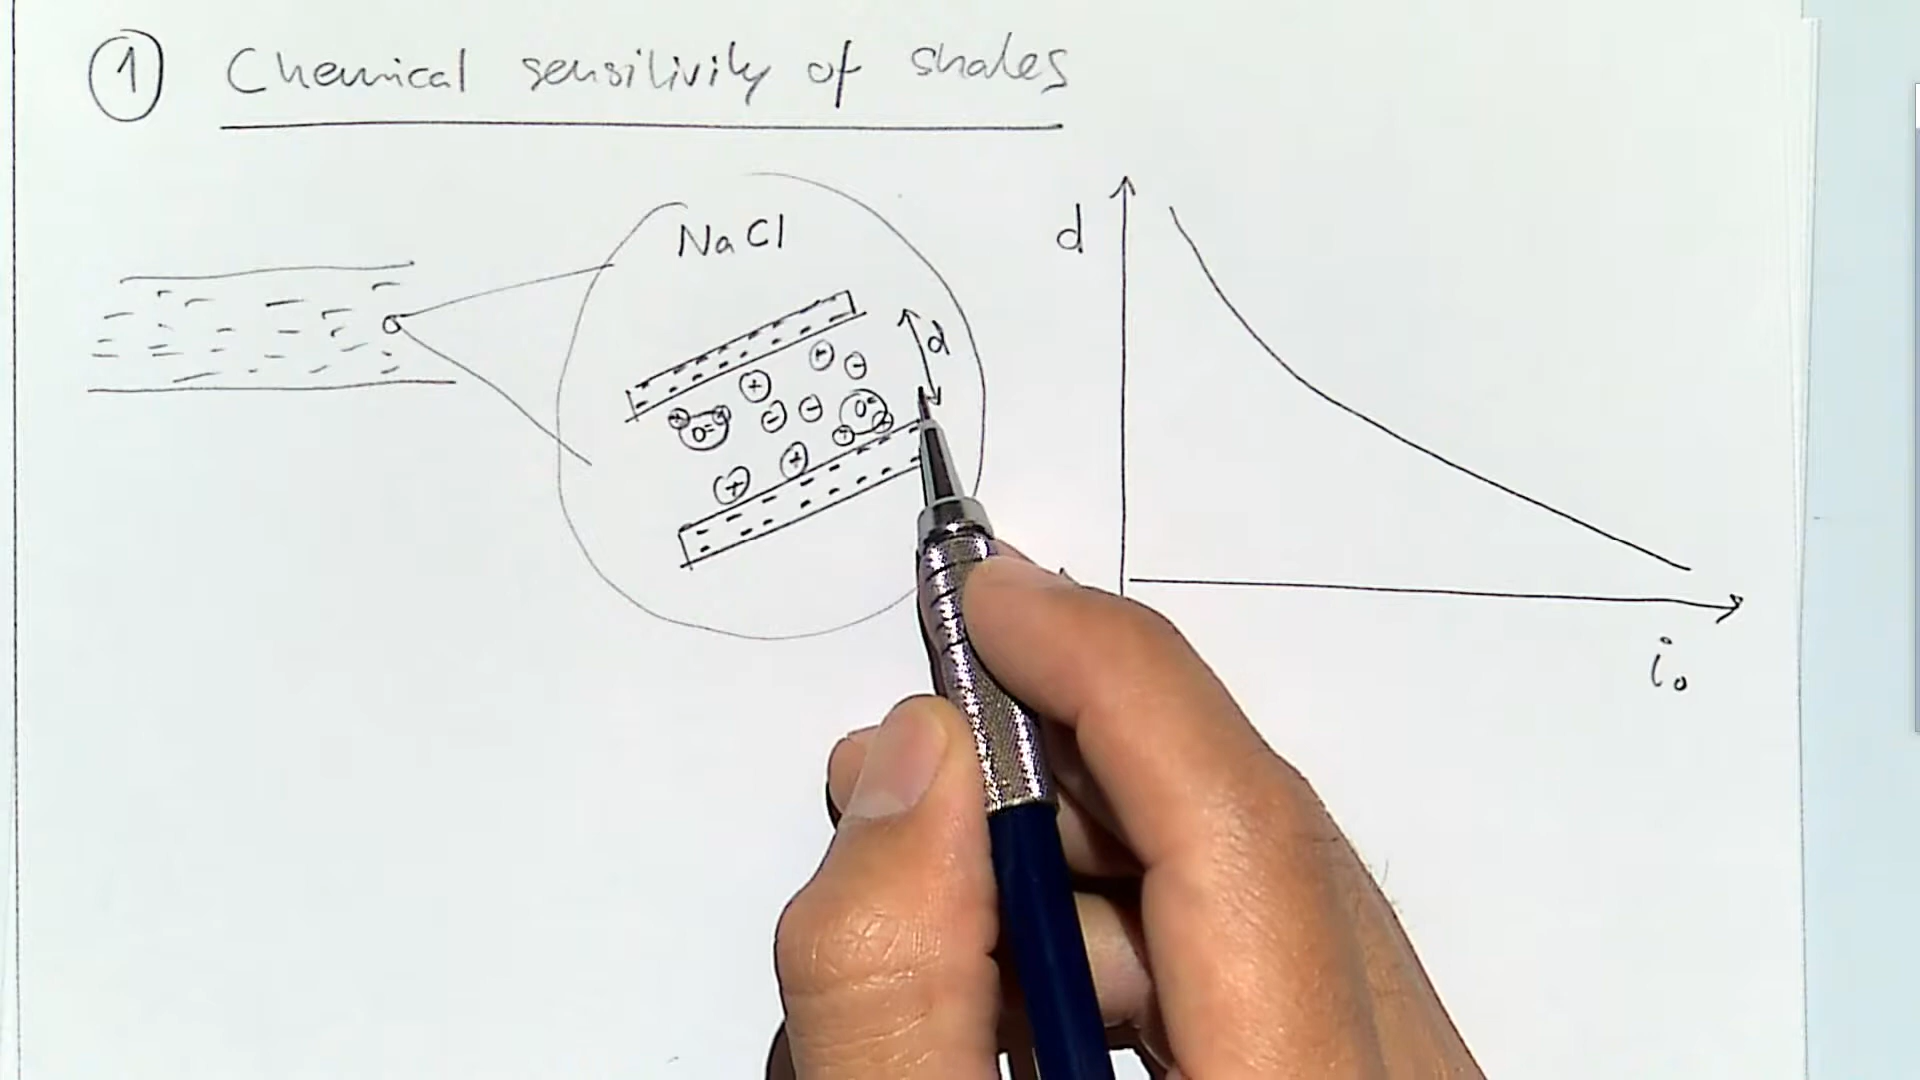 ① Chemical sensitivity of shales
NaCl
d
d
i₀
+ -
+
+ + O= - - O=
+ +
+ +